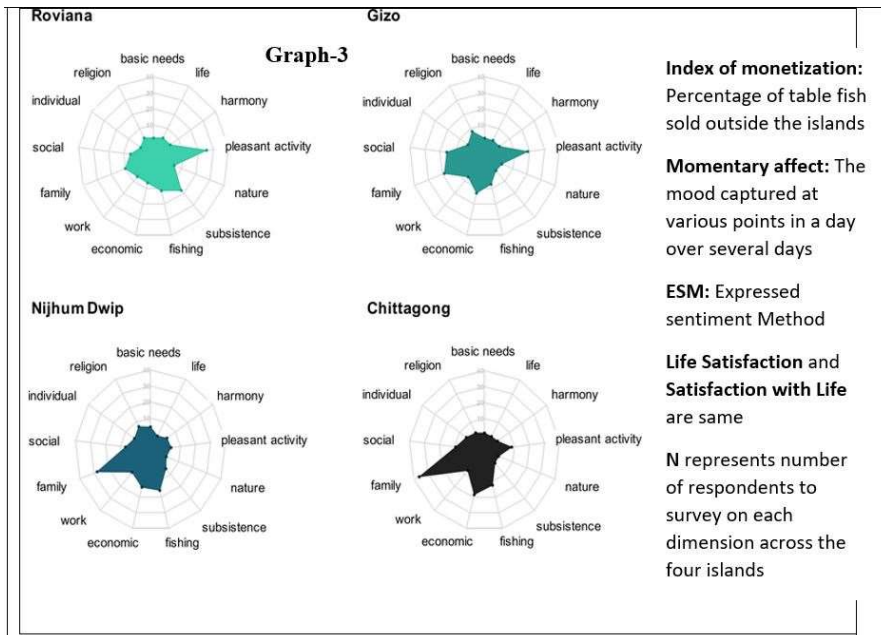 Roviana
Gizo
Graph-3
basic needs
life
harmony
pleasant activity
nature
subsistence
fishing
economic
work
family
social
individual
religion
basic needs
life
harmony
pleasant activity
nature
subsistence
fishing
economic
work
family
social
individual
religion
Nijhum Dwip
Chittagong
basic needs
life
harmony
pleasant activity
nature
subsistence
fishing
economic
work
family
social
individual
religion
basic needs
life
harmony
pleasant activity
nature
subsistence
fishing
economic
work
family
social
individual
religion
Index of monetization:
Percentage of table fish
sold outside the islands
Momentary affect: The
mood captured at
various points in a day
over several days
ESM: Expressed
sentiment Method
Life Satisfaction and
Satisfaction with Life
are same
N represents number
of respondents to
survey on each
dimension across the
four islands